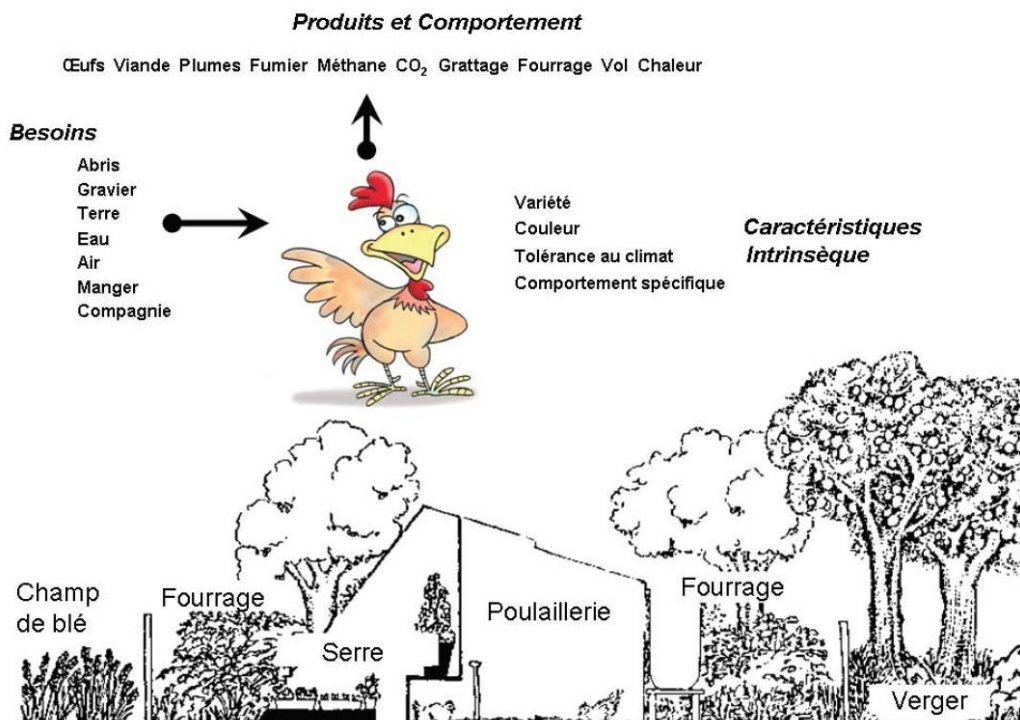 Produits et Comportement
Œufs Viande Plumes Fumier Méthane CO₂ Grattage Fourrage Vol Chaleur
Besoins
Abris
Gravier
Terre
Eau
Air
Manger
Compagnie
Variété
Couleur
Tolérance au climat
Comportement spécifique
Caractéristiques
Intrinsèque
Champ
de blé
Fourrage
Serre
Poulaillerie
Fourrage
Verger